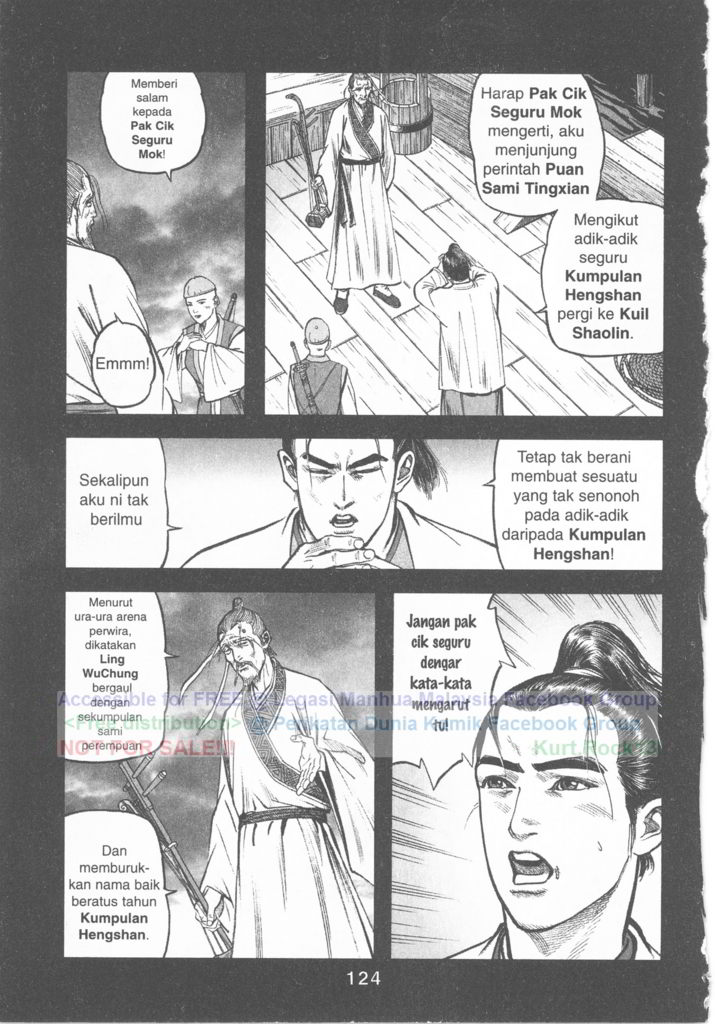 Memberi
salam
kepada
Pak Cik
Seguru
Mok!
Emmm!
Harap Pak Cik
Seguru Mok
mengerti, aku
menjunjung
perintah Puan
Sami Tingxian
Mengikut
adik-adik
seguru
Kumpulan
Hengshan
pergi ke Kuil
Shaolin.
Sekalipun
aku ni tak
berilmu
Tetap tak berani
membuat sesuatu
yang tak senonoh
pada adik-adik
daripada Kumpulan
Hengshan!
Menurut
ura-ura arena
perwira,
dikatakan
Ling
WuChung
bergaul
dengan
sekumpulan
sami
perempuan
Dan
memburuk-
kan nama baik
beratus tahun
Kumpulan
Hengshan.
Jangan pak
cik seguru
dengar
kata-kata
mengarut
tu!
Accessible for FREE @ Legasi Manhua Malaysia Facebook Group
<Free distribution> @ Perikatan Dunia Komik Facebook Group
NOT FOR SALE!!!
124